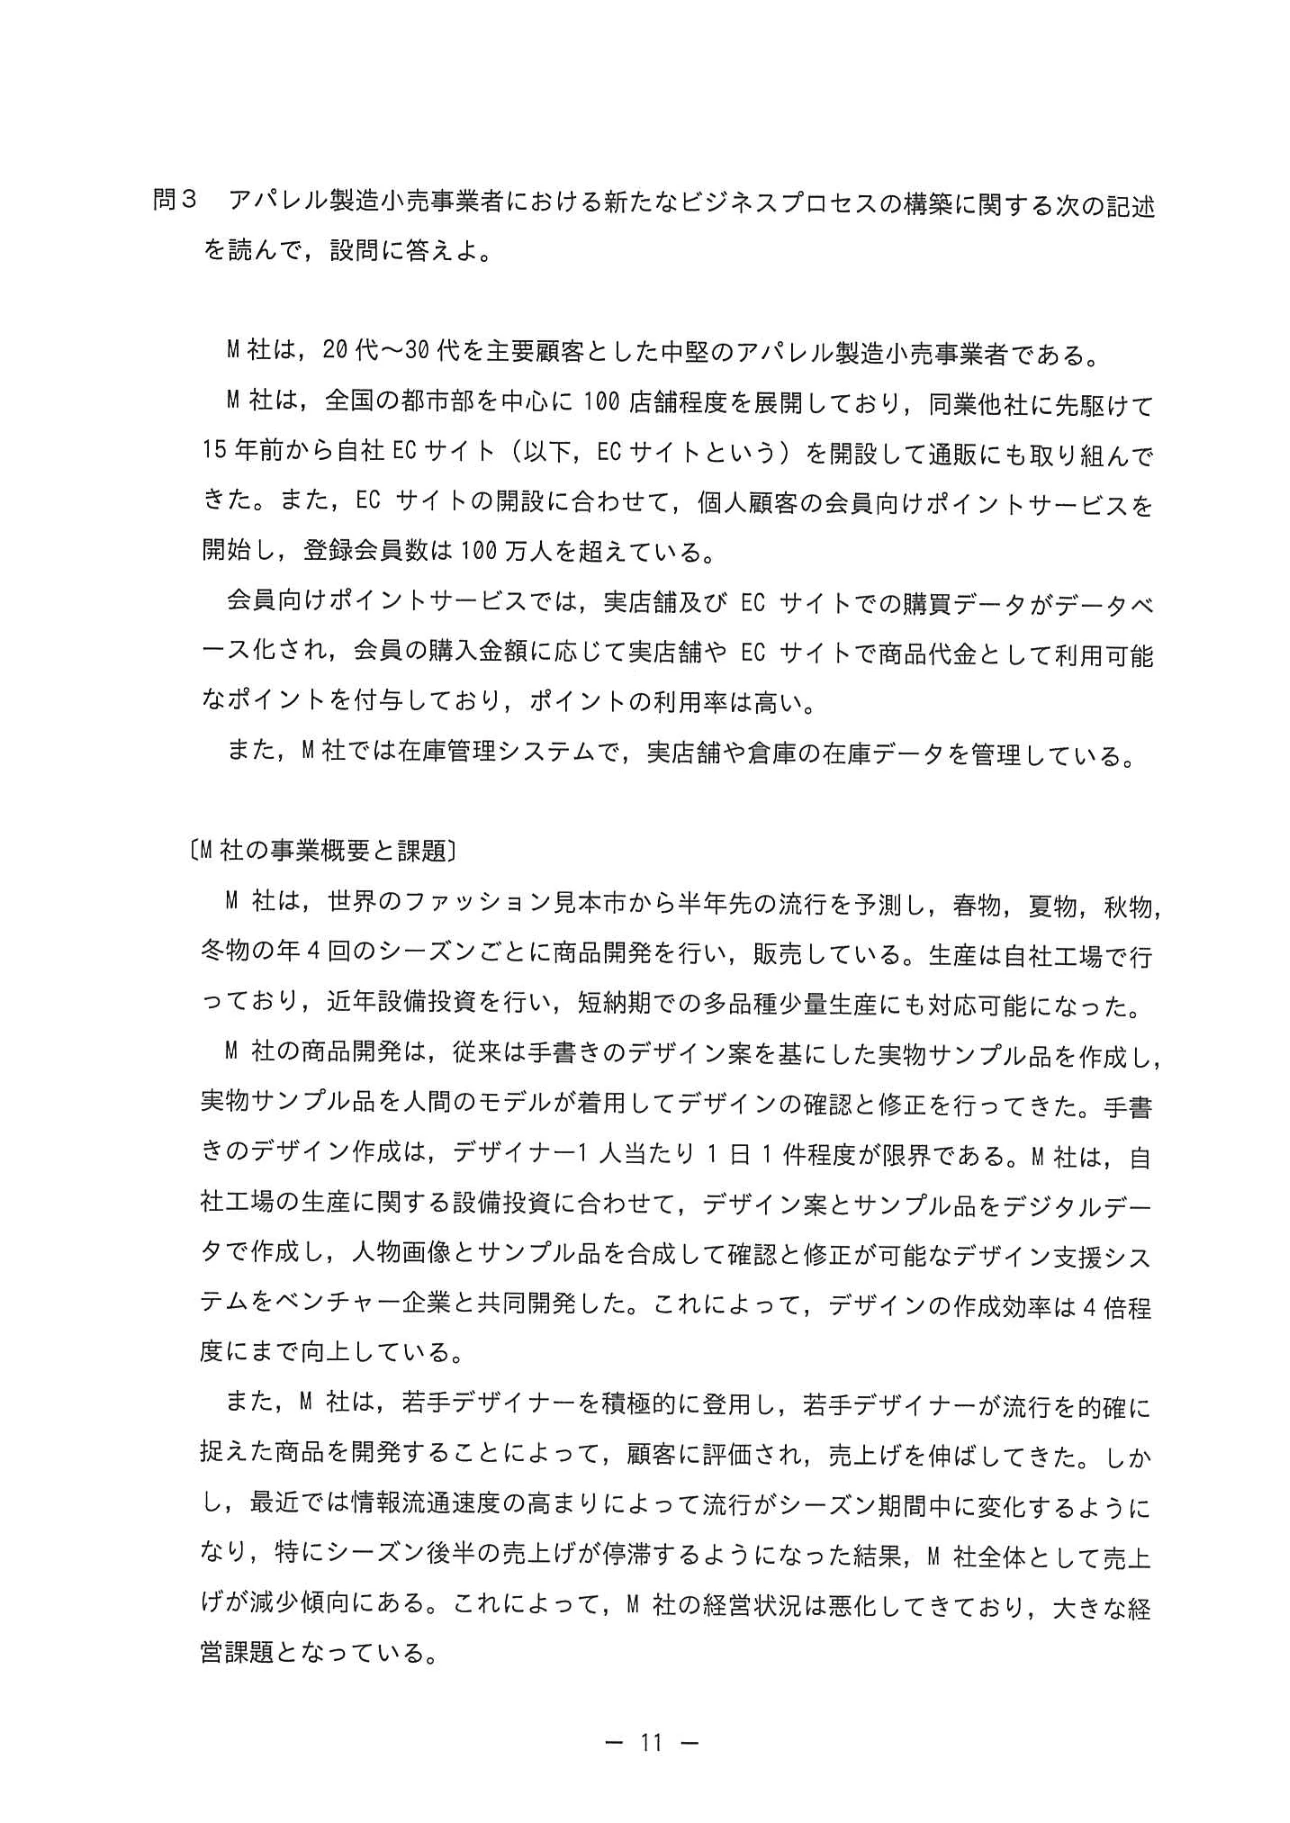 問３　アパレル製造小売事業者における新たなビジネスプロセスの構築に関する次の記述
を読んで，設問に答えよ。
M 社は，20 代～30 代を主要顧客とした中堅のアパレル製造小売事業者である。
M 社は，全国の都市部を中心に 100 店舗程度を展開しており，同業他社に先駆けて
15 年前から自社 EC サイト（以下，EC サイトという）を開設して通販にも取り組んで
きた。また，EC サイトの開設に合わせて，個人顧客の会員向けポイントサービスを
開始し，登録会員数は 100 万人を超えている。
会員向けポイントサービスでは，実店舗及び EC サイトでの購買データがデータベ
ース化され，会員の購入金額に応じて実店舗や EC サイトで商品代金として利用可能
なポイントを付与しており，ポイントの利用率は高い。
また，M 社では在庫管理システムで，実店舗や倉庫の在庫データを管理している。
〔M 社の事業概要と課題〕
M 社は，世界のファッション見本市から半年先の流行を予測し，春物，夏物，秋物，
冬物の年 4 回のシーズンごとに商品開発を行い，販売している。生産は自社工場で行
っており，近年設備投資を行い，短納期での多品種少量生産にも対応可能になった。
M 社の商品開発は，従来は手書きのデザイン案を基にした実物サンプル品を作成し，
実物サンプル品を人間のモデルが着用してデザインの確認と修正を行ってきた。手書
きのデザイン作成は，デザイナー1 人当たり 1 日 1 件程度が限界である。M 社は，自
社工場の生産に関する設備投資に合わせて，デザイン案とサンプル品をデジタルデー
タで作成し，人物画像とサンプル品を合成して確認と修正が可能なデザイン支援シス
テムをベンチャー企業と共同開発した。これによって，デザインの作成効率は 4 倍程
度にまで向上している。
また，M 社は，若手デザイナーを積極的に登用し，若手デザイナーが流行を的確に
捉えた商品を開発することによって，顧客に評価され，売上げを伸ばしてきた。しか
し，最近では情報流通速度の高まりによって流行がシーズン期間中に変化するように
なり，特にシーズン後半の売上げが停滞するようになった結果，M 社全体として売上
げが減少傾向にある。これによって，M 社の経営状況は悪化してきており，大きな経
営課題となっている。
－ 11 －